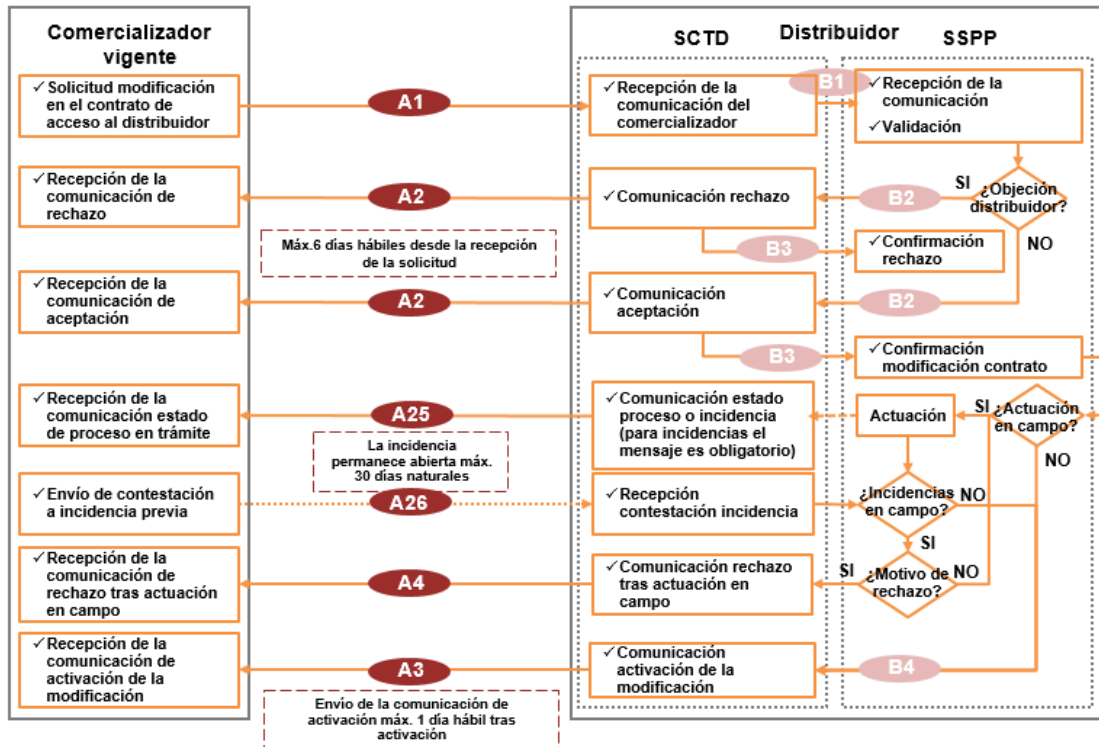 Comercializador
vigente
SCTD
Distribuidor
SSPP
✓ Solicitud modificación
en el contrato de
acceso al distribuidor
A1
✓ Recepción de la
comunicación del
comercializador
B1
✓ Recepción de la
comunicación
✓ Validación
✓ Recepción de la
comunicación de
rechazo
A2
✓ Comunicación rechazo
B2
SI
¿Objeción
distribuidor?
NO
Máx.6 días hábiles desde la recepción
de la solicitud
B3
✓ Confirmación
rechazo
✓ Recepción de la
comunicación de
aceptación
A2
✓ Comunicación
aceptación
B2
B3
✓ Confirmación
modificación contrato
✓ Recepción de la
comunicación estado
de proceso en trámite
A25
✓ Comunicación estado
proceso o incidencia
(para incidencias el
mensaje es obligatorio)
Actuación
SI
¿Actuación
en campo?
NO
La incidencia
permanece abierta máx.
30 días naturales
✓ Envío de contestación
a incidencia previa
A26
✓ Recepción
contestación incidencia
¿Incidencias
en campo?
NO
SI
✓ Recepción de la
comunicación de
rechazo tras actuación
en campo
A4
✓ Comunicación rechazo
tras actuación en
campo
SI
¿Motivo de
rechazo?
NO
✓ Recepción de la
comunicación de
activación de la
modificación
A3
✓ Comunicación
activación de la
modificación
B4
Envío de la comunicación de
activación máx. 1 día hábil tras
activación